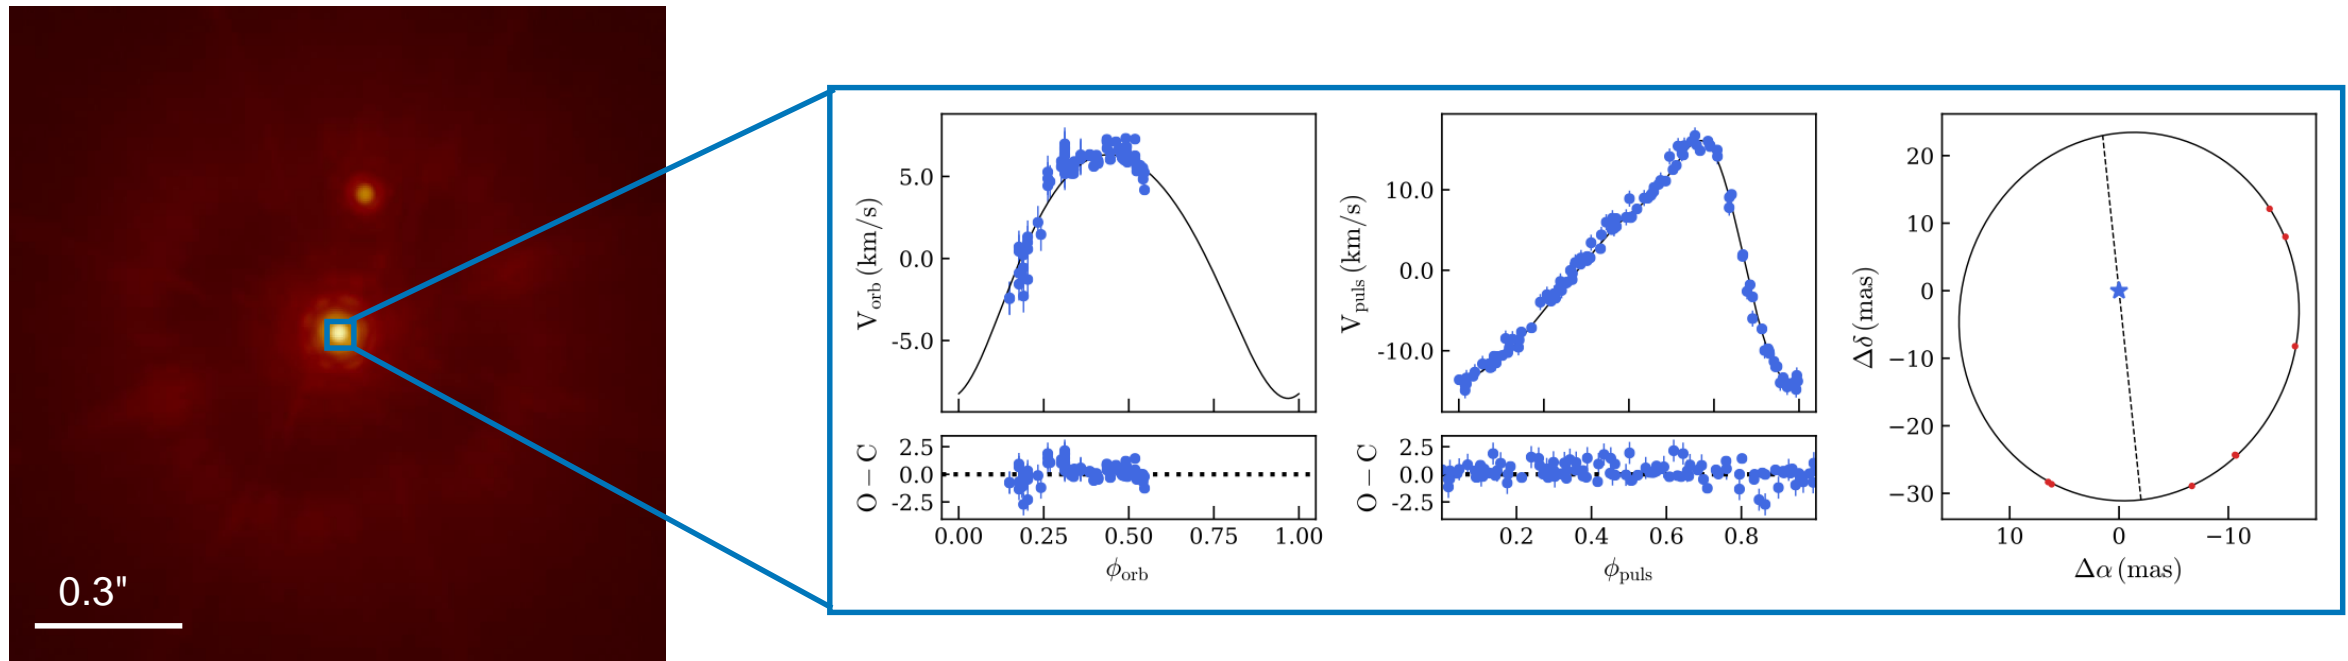 0.3"
5.0
0.0
-5.0
V_orb (km/s)
2.5
0.0
-2.5
O − C
0.00 0.25 0.50 0.75 1.00
ϕ_orb
10.0
0.0
-10.0
V_puls (km/s)
2.5
0.0
-2.5
O − C
0.2 0.4 0.6 0.8
ϕ_puls
20
10
0
−10
−20
−30
Δδ (mas)
10 0 −10
Δα (mas)